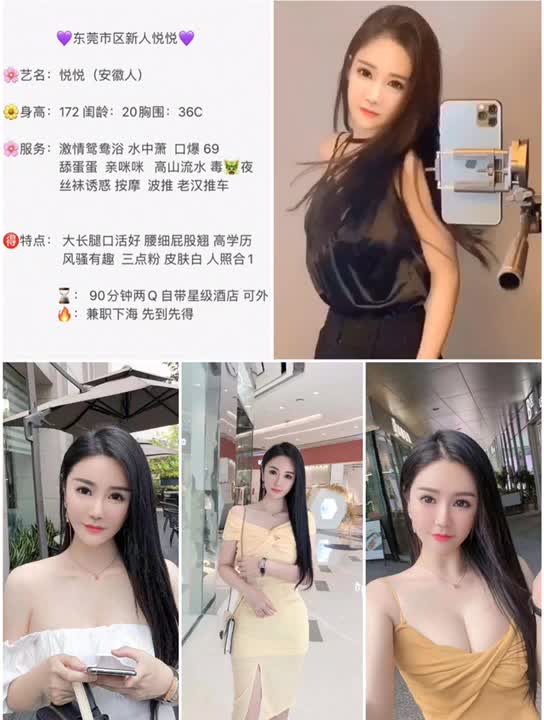 💜东莞市区新人悦悦💜
🌸艺名：悦悦（安徽人）
🌼身高：172 闺龄：20胸围：36C
🌸服务：激情鸳鸯浴 水中萧 口爆 69
舔蛋蛋 亲咪咪 高山流水 毒👹夜
丝袜诱惑 按摩 波推 老汉推车
🉐特点： 大长腿口活好 腰细屁股翘 高学历
风骚有趣 三点粉 皮肤白 人照合1
⏳： 90分钟两Q 自带星级酒店 可外
🔥：兼职下海 先到先得